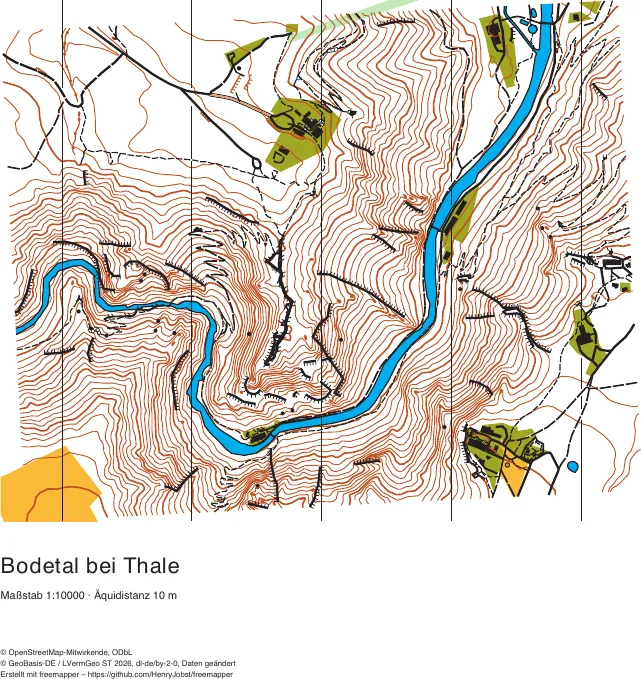 Bodetal bei Thale
Maßstab 1:10000 · Äquidistanz 10 m
© OpenStreetMap-Mitwirkende, ODbL
© GeoBasis-DE / LVermGeo ST 2026, dl-de/by-2-0, Daten geändert
Erstellt mit freemapper – https://github.com/HenryJobst/freemapper